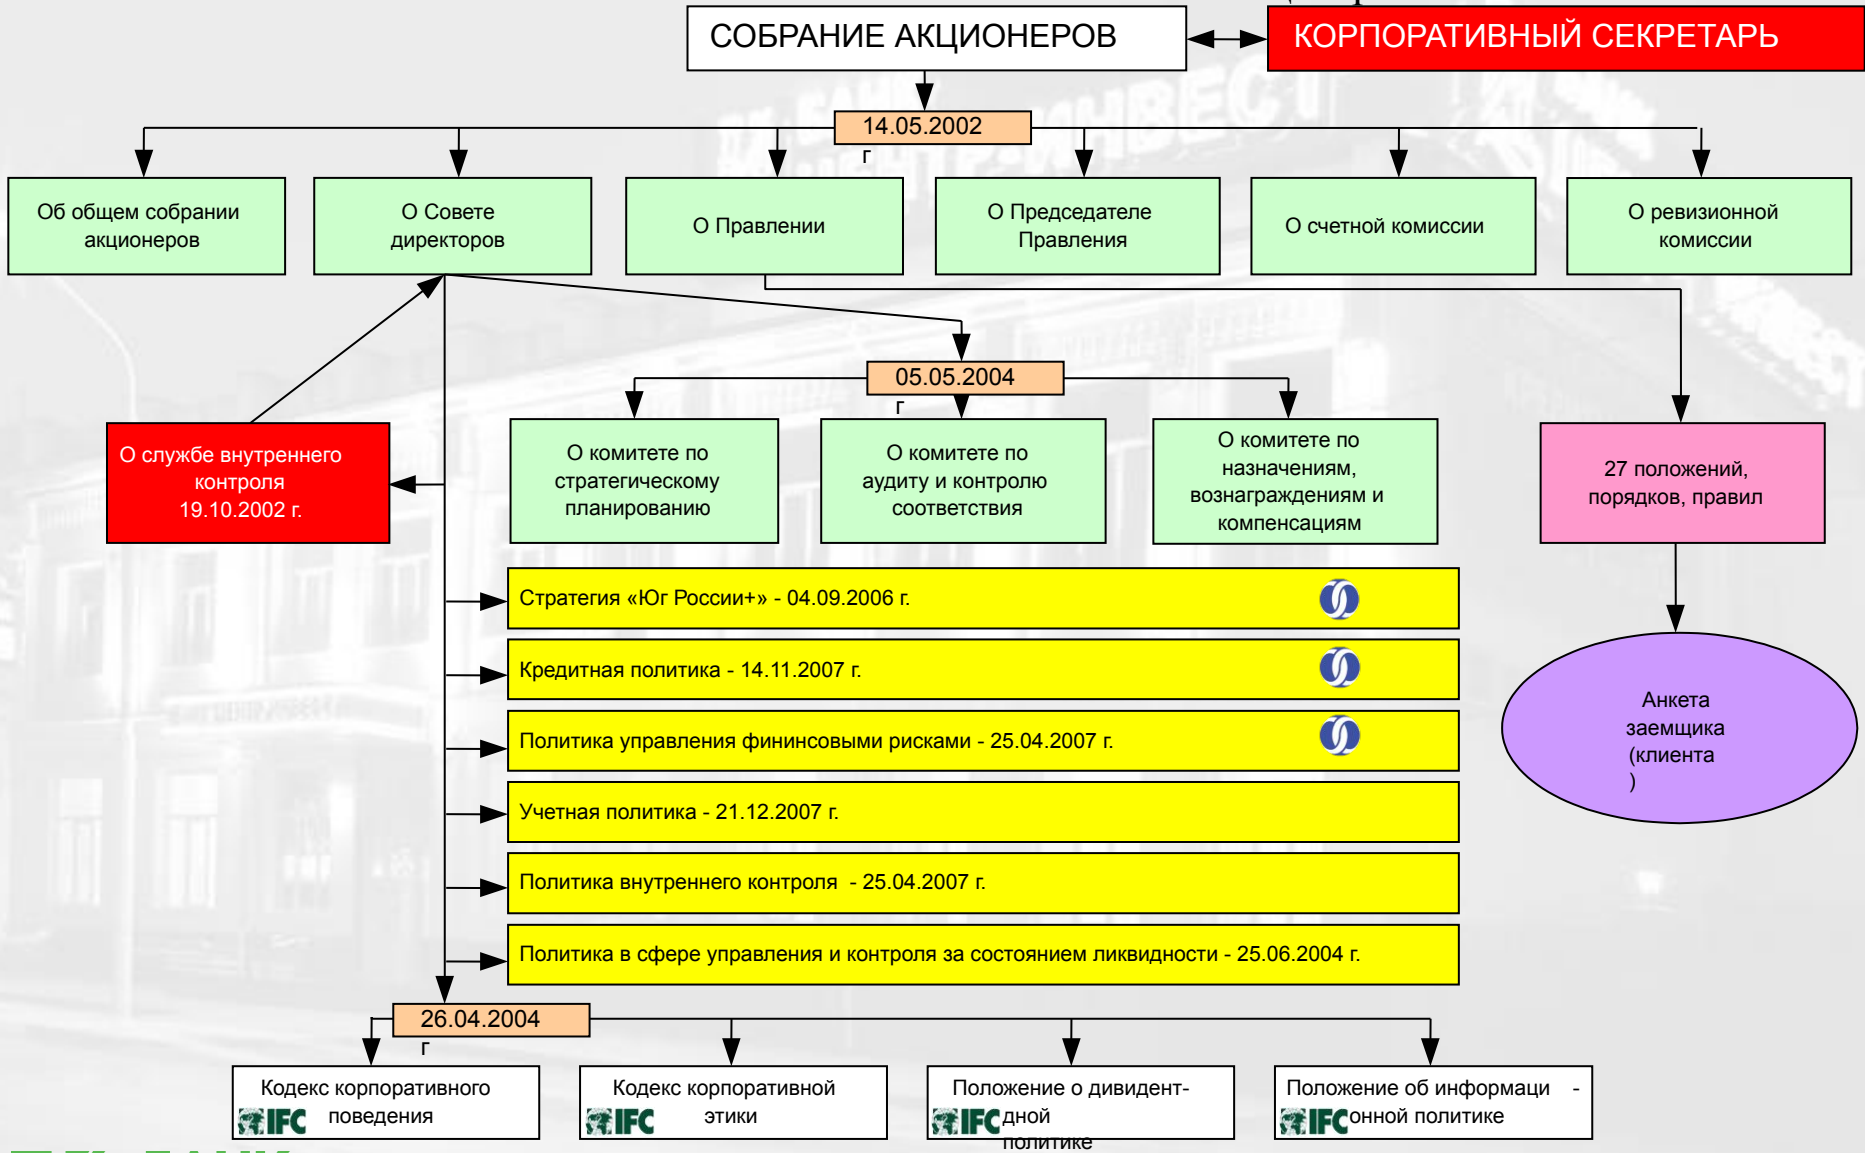 СОБРАНИЕ АКЦИОНЕРОВ
КОРПОРАТИВНЫЙ СЕКРЕТАРЬ
14.05.2002
г
Об общем собрании
акционеров
О Совете
директоров
О Правлении
О Председателе
Правления
О счетной комиссии
О ревизионной
комиссии
05.05.2004
г
О службе внутреннего
контроля
19.10.2002 г.
О комитете по
стратегическому
планированию
О комитете по
аудиту и контролю
соответствия
О комитете по
назначениям,
вознаграждениям и
компенсациям
27 положений,
порядков, правил
Стратегия «Юг России+» - 04.09.2006 г.
Кредитная политика - 14.11.2007 г.
Политика управления фининсовыми рисками - 25.04.2007 г.
Учетная политика - 21.12.2007 г.
Политика внутреннего контроля - 25.04.2007 г.
Политика в сфере управления и контроля за состоянием ликвидности - 25.06.2004 г.
Анкета
заемщика
(клиента
)
26.04.2004
г
Кодекс корпоративного
поведения
IFC
Кодекс корпоративной
этики
IFC
Положение о дивидент-
дной
политике
IFC
Положение об информаци -
онной политике
IFC